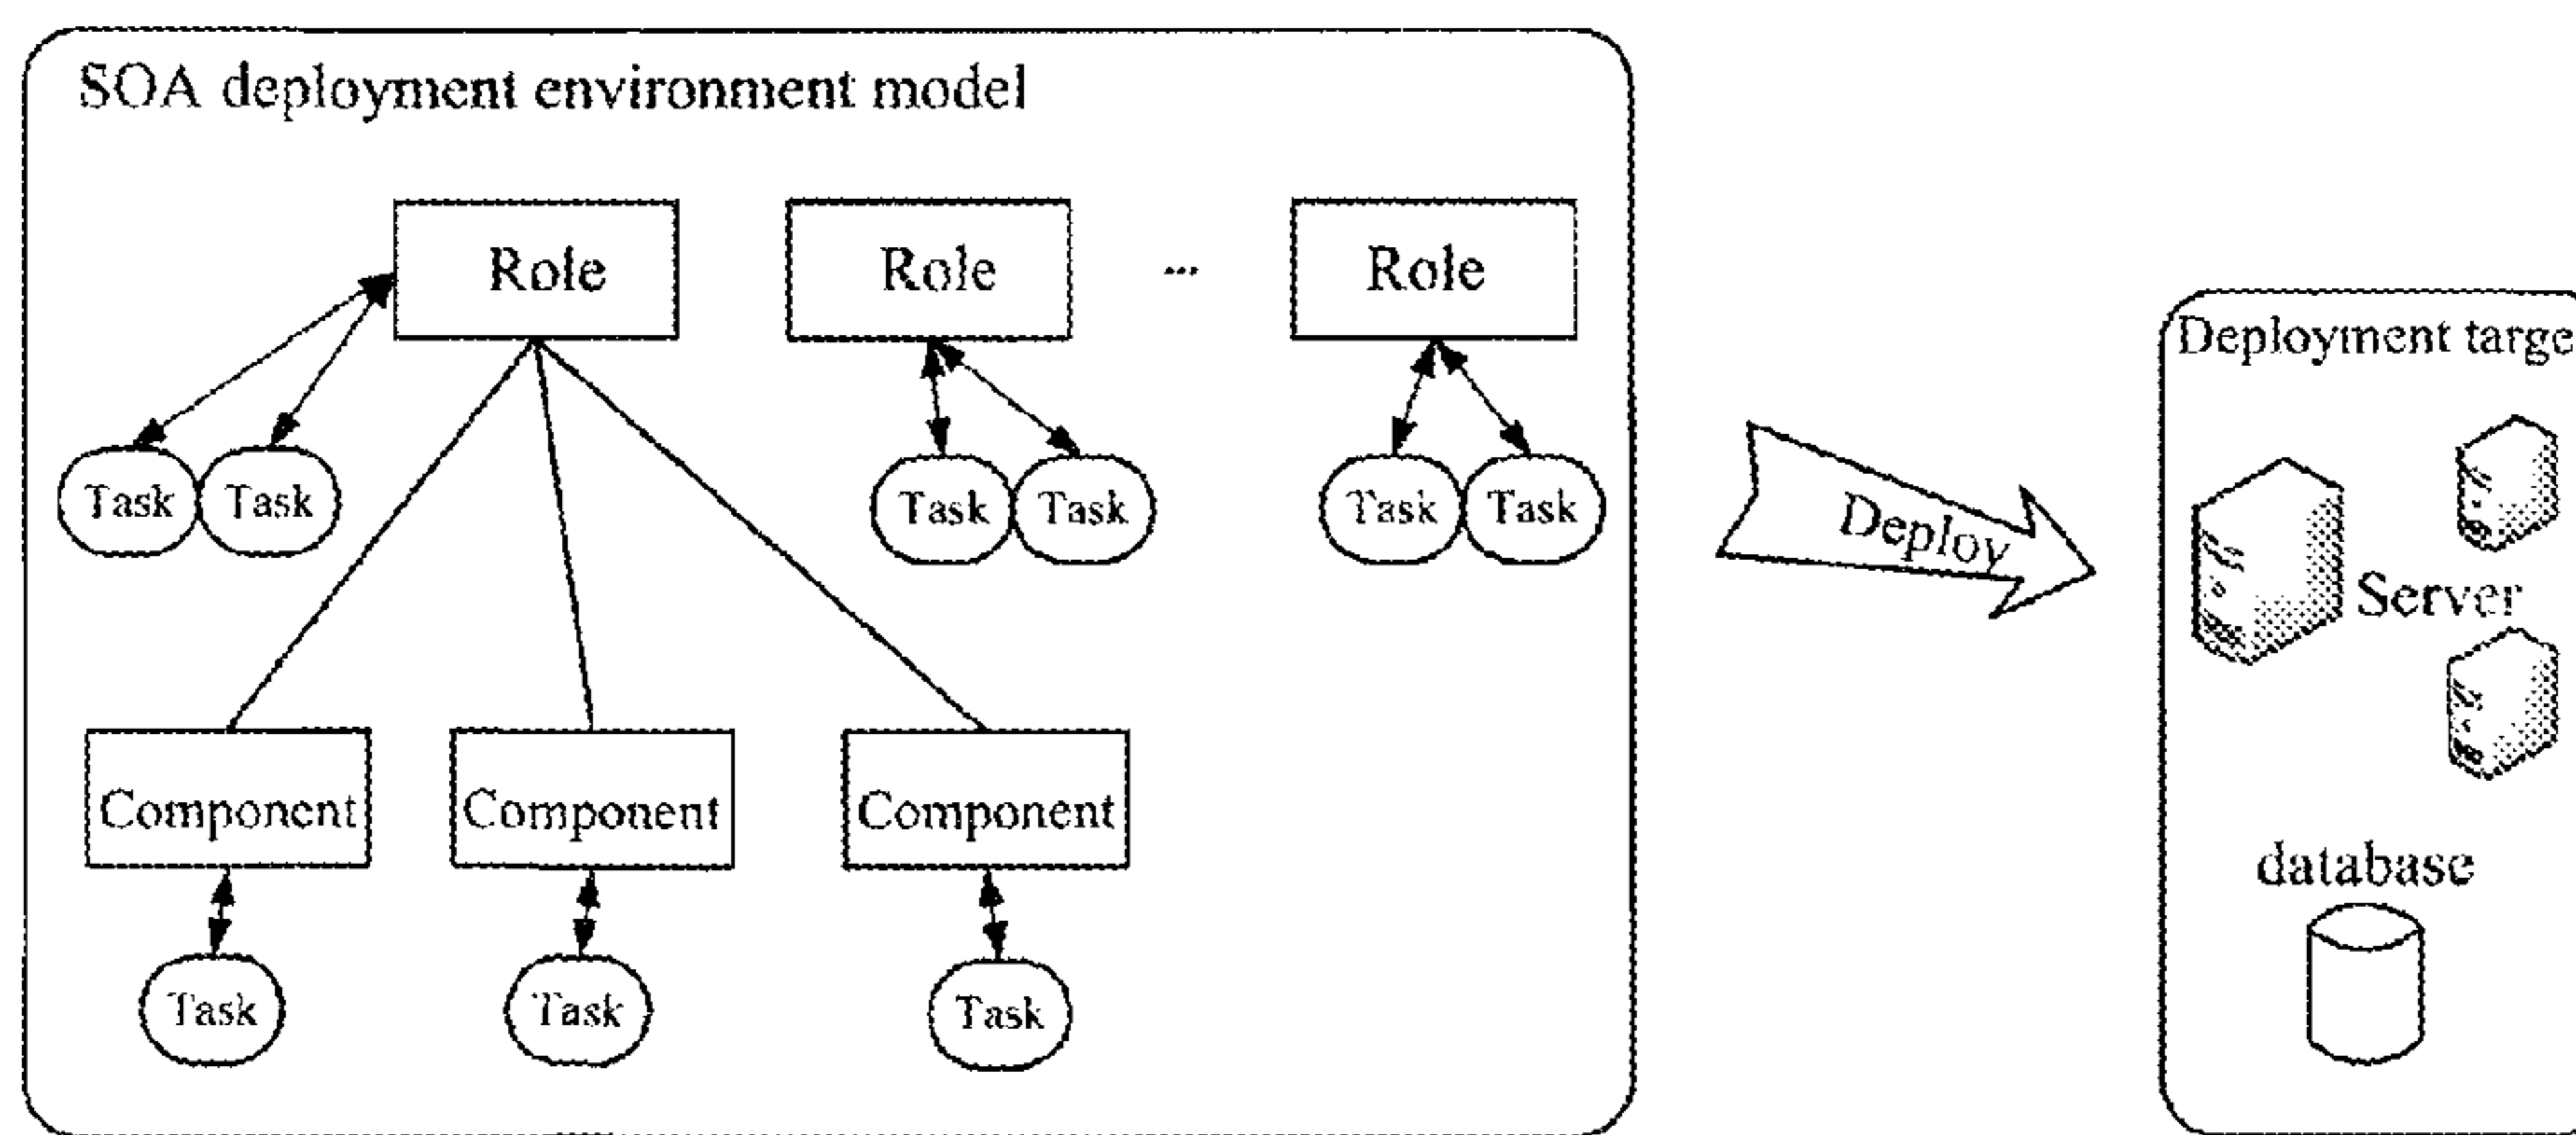 SOA deployment environment model
Role Role ... Role
Deployment targe
Task Task Task Task Task Task
Deploy
Server
Component Component Component
database
Task Task Task